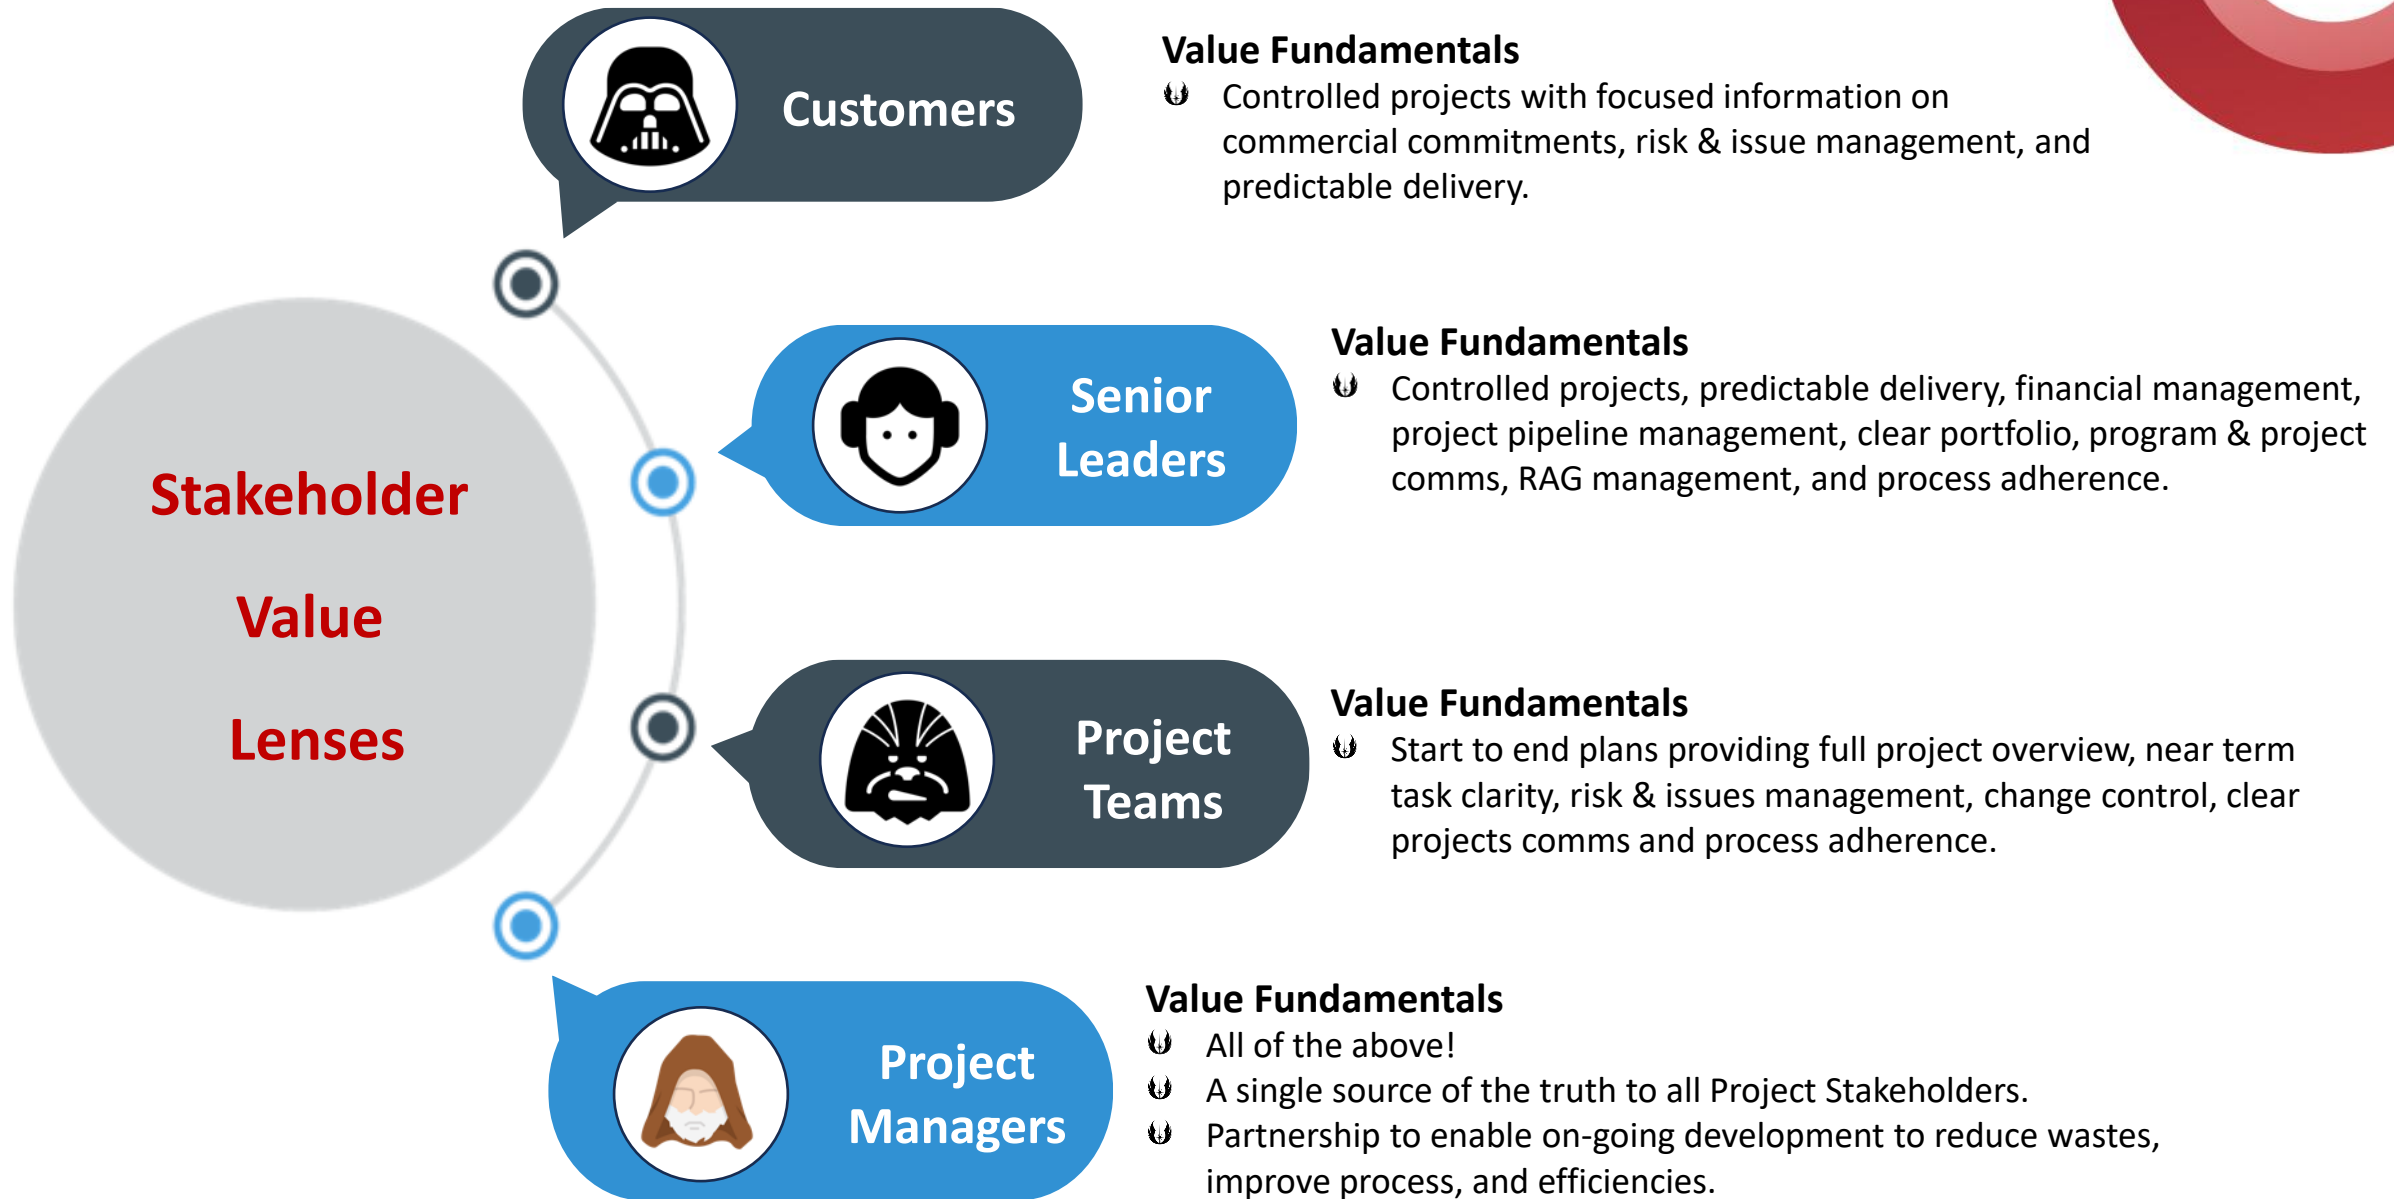 Stakeholder
Value
Lenses
Customers
Value Fundamentals
Controlled projects with focused information on
commercial commitments, risk & issue management, and
predictable delivery.
Senior
Leaders
Value Fundamentals
Controlled projects, predictable delivery, financial management,
project pipeline management, clear portfolio, program & project
comms, RAG management, and process adherence.
Project
Teams
Value Fundamentals
Start to end plans providing full project overview, near term
task clarity, risk & issues management, change control, clear
projects comms and process adherence.
Project
Managers
Value Fundamentals
All of the above!
A single source of the truth to all Project Stakeholders.
Partnership to enable on-going development to reduce wastes,
improve process, and efficiencies.